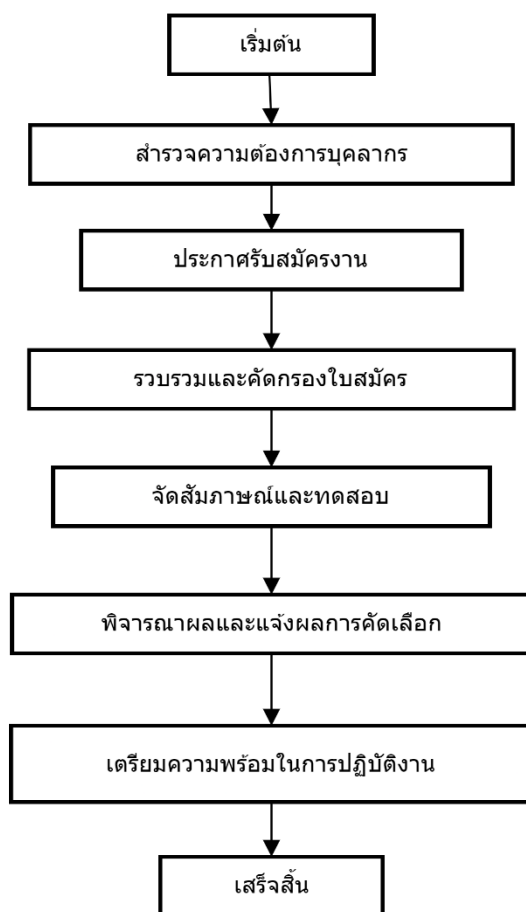 เริ่มต้น
สำรวจความต้องการบุคลากร
ประกาศรับสมัครงาน
รวบรวมและคัดกรองใบสมัคร
จัดสัมภาษณ์และทดสอบ
พิจารณาผลและแจ้งผลการคัดเลือก
เตรียมความพร้อมในการปฏิบัติงาน
เสร็จสิ้น